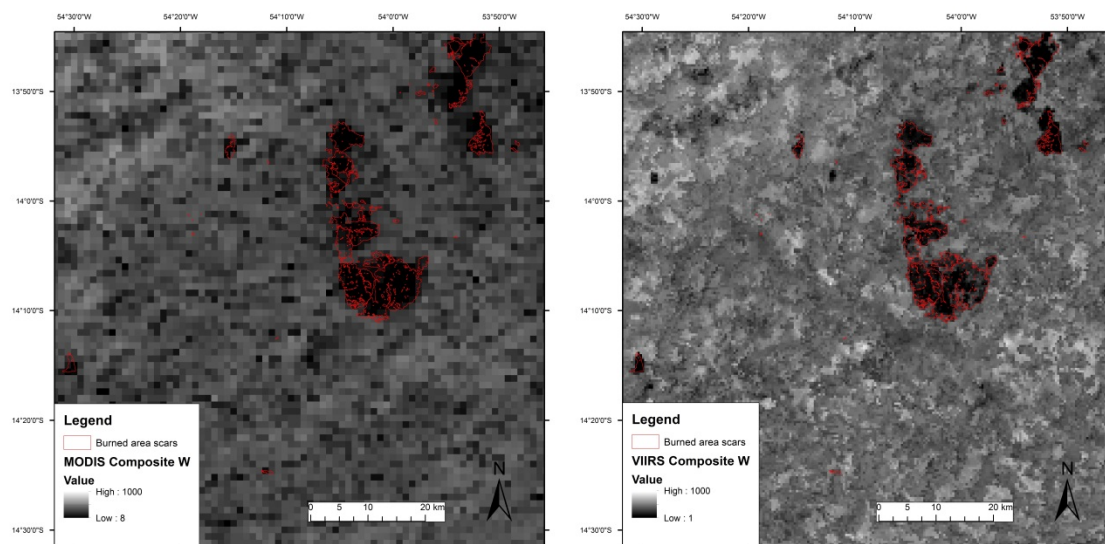 54°30'0"W 54°20'0"W 54°10'0"W 54°0'0"W 53°50'0"W
13°50'0"S
14°0'0"S
14°10'0"S
14°20'0"S
14°30'0"S
Legend
Burned area scars
MODIS Composite W
Value
High : 1000
Low : 8
0 5 10 20 km
N
54°30'0"W 54°20'0"W 54°10'0"W 54°0'0"W 53°50'0"W
13°50'0"S
14°0'0"S
14°10'0"S
14°20'0"S
14°30'0"S
Legend
Burned area scars
VIIRS Composite W
Value
High : 1000
Low : 1
0 5 10 20 km
N